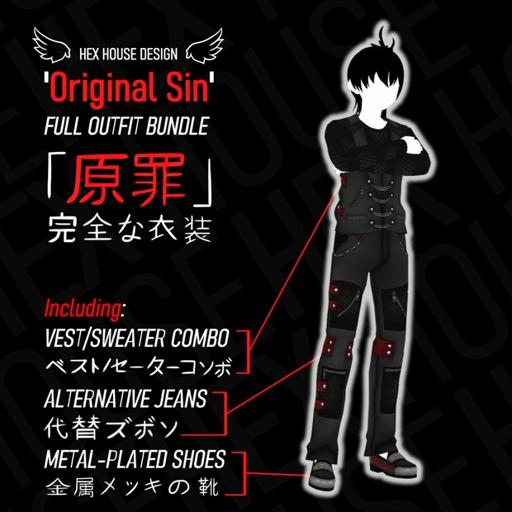 HEX HOUSE DESIGN
'Original Sin'
FULL OUTFIT BUNDLE
「原罪」
完全な衣装
Including:
VEST/SWEATER COMBO
ベスト/セーターコンボ
ALTERNATIVE JEANS
代替ズボン
METAL-PLATED SHOES
金属メッキの靴